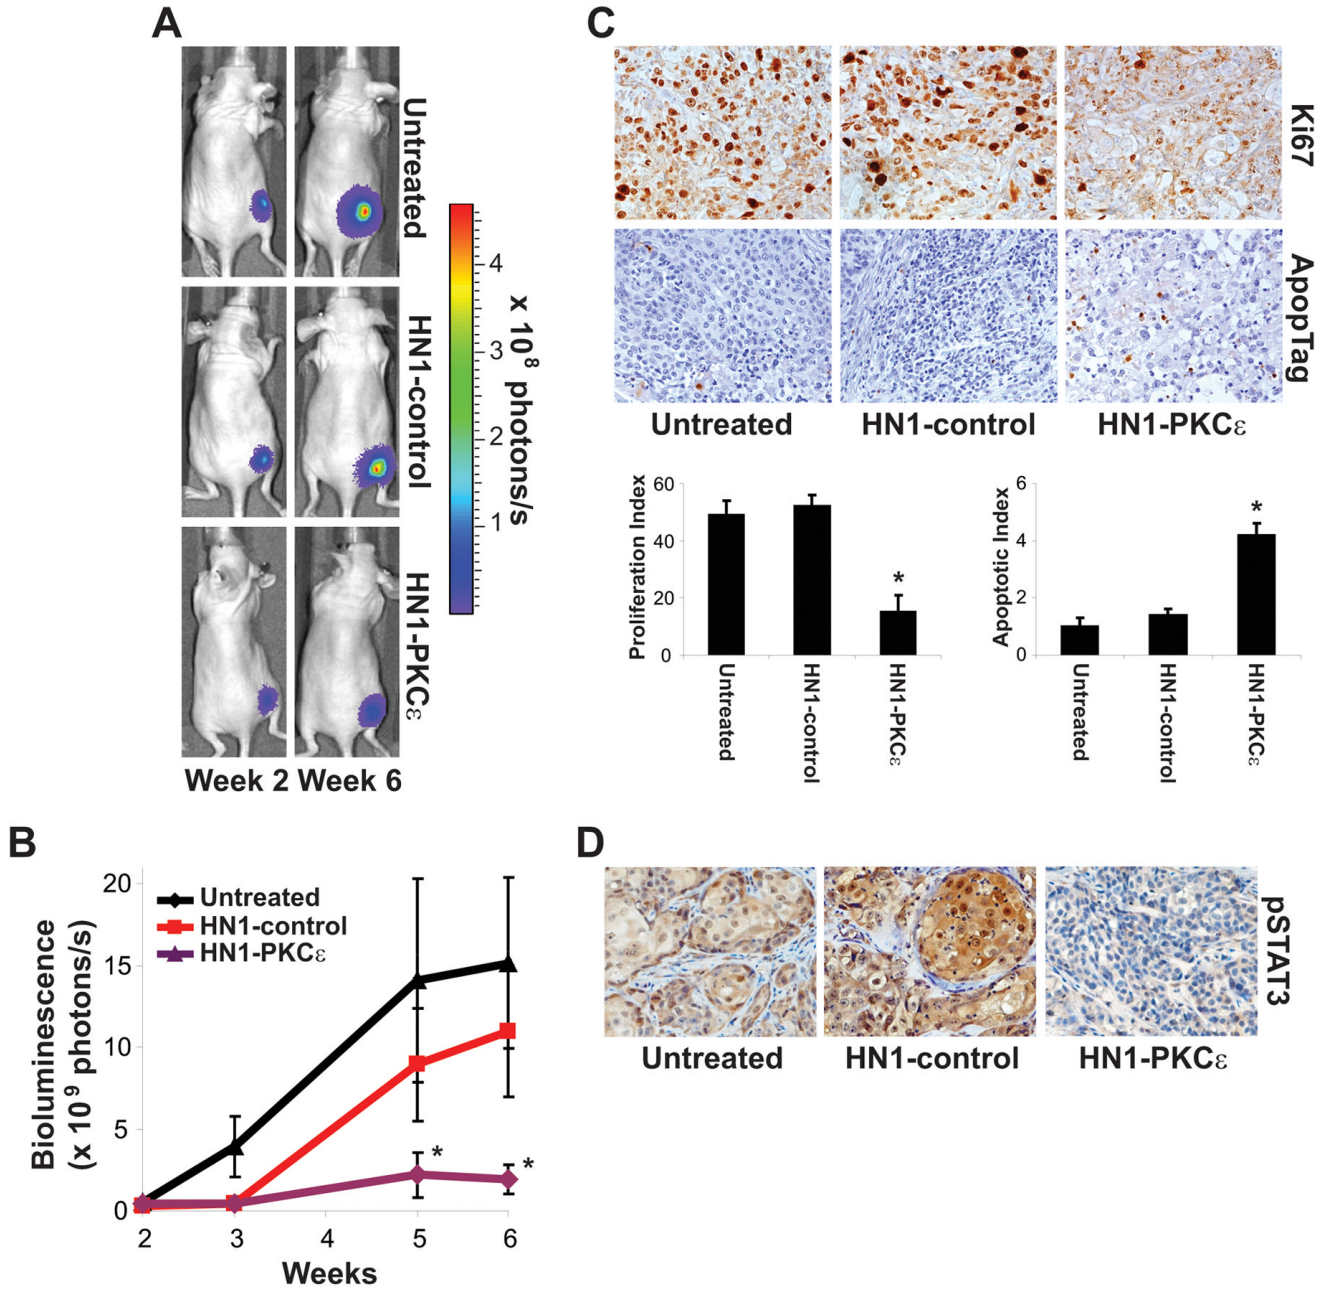 A
Untreated
HN1-control
HN1-PKCε
Week 2 Week 6
4
3
2
1
x 10⁸ photons/s
B
Bioluminescence
(x 10⁹ photons/s)
20
15
10
5
0
Untreated
HN1-control
HN1-PKCε
*
*
2 3 4 5 6
Weeks
C
Ki67
ApopTag
Untreated HN1-control HN1-PKCε
Proliferation Index
60
40
20
0
*
Untreated
HN1-control
HN1-PKCε
Apoptotic Index
6
4
2
0
*
Untreated
HN1-control
HN1-PKCε
D
pSTAT3
Untreated HN1-control HN1-PKCε